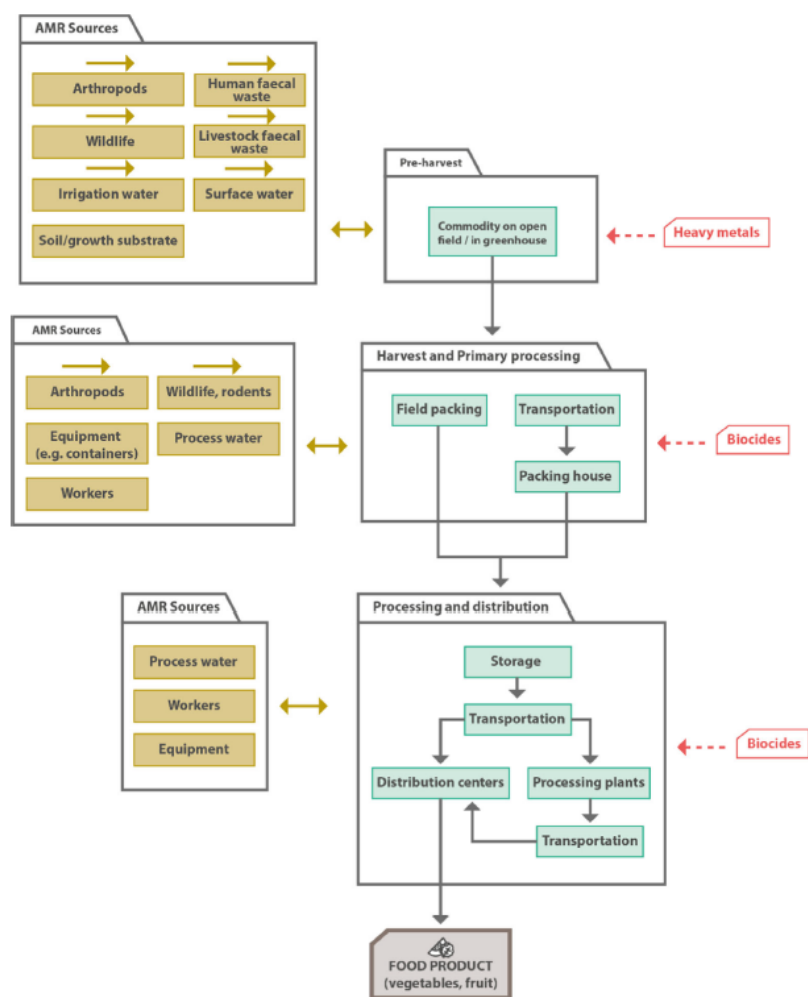 AMR Sources
Arthropods
Human faecal
waste
Wildlife
Livestock faecal
waste
Irrigation water
Surface water
Soil/growth substrate
Pre-harvest
Commodity on open
field / in greenhouse
Heavy metals
AMR Sources
Arthropods
Wildlife, rodents
Equipment
(e.g. containers)
Process water
Workers
Harvest and Primary processing
Field packing
Transportation
Packing house
Biocides
AMR Sources
Process water
Workers
Equipment
Processing and distribution
Storage
Transportation
Distribution centers
Processing plants
Transportation
Biocides
FOOD PRODUCT
(vegetables, fruit)